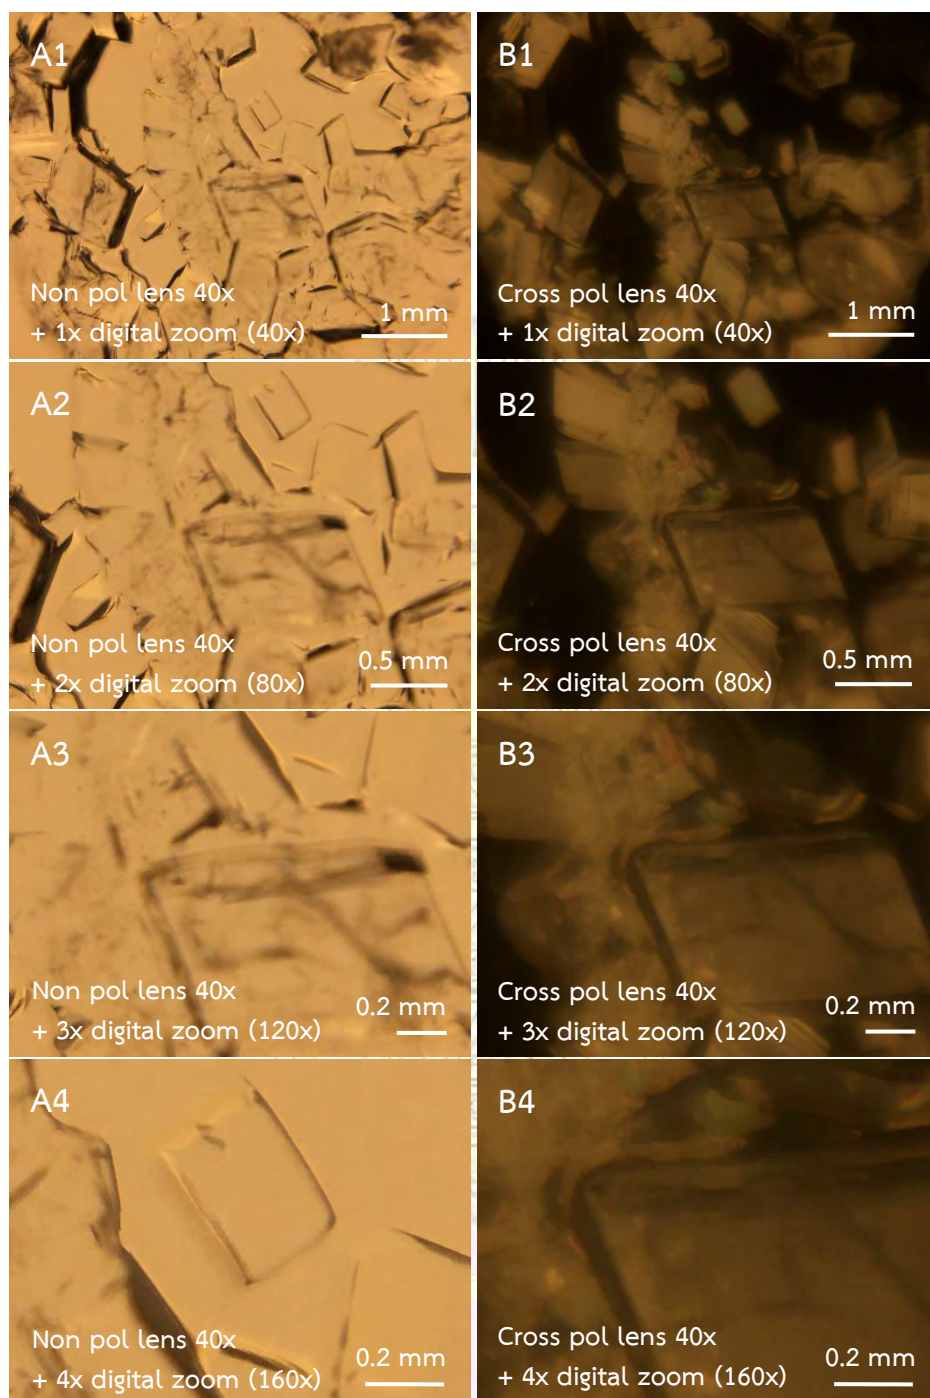 A1
Non pol lens 40x
+ 1x digital zoom (40x)
1 mm
B1
Cross pol lens 40x
+ 1x digital zoom (40x)
1 mm
A2
Non pol lens 40x
+ 2x digital zoom (80x)
0.5 mm
B2
Cross pol lens 40x
+ 2x digital zoom (80x)
0.5 mm
A3
Non pol lens 40x
+ 3x digital zoom (120x)
0.2 mm
B3
Cross pol lens 40x
+ 3x digital zoom (120x)
0.2 mm
A4
Non pol lens 40x
+ 4x digital zoom (160x)
0.2 mm
B4
Cross pol lens 40x
+ 4x digital zoom (160x)
0.2 mm